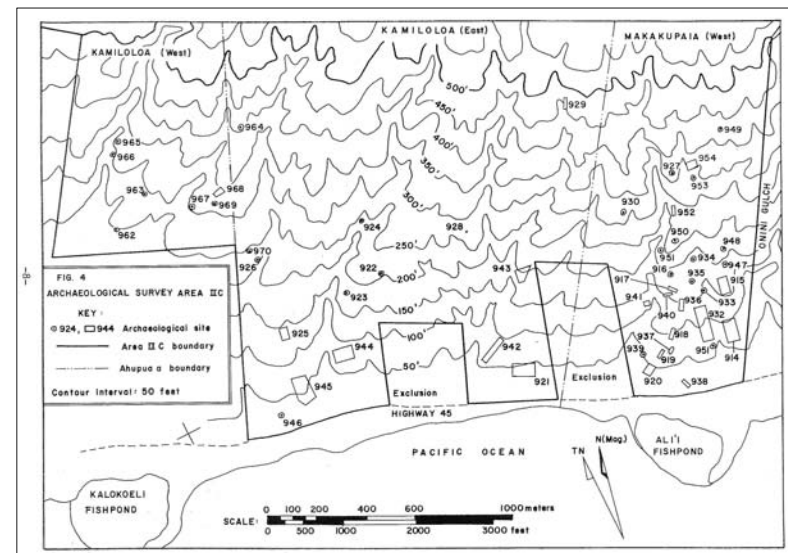 KAMILOLOA (West)
KAMILOLOA (East)
MAKAKUPAIA (West)
500'
450'
400'
350'
300'
250'
200'
150'
100'
50'
929
964
965
966
949
927
954
953
963
967
968
969
930
952
962
924
928
950
951
948
970
926
922
943
934
947
916
935
915
917
923
941
940
936
933
932
925
944
942
937
918
914
939
919
951
945
921
920
938
946
ONINI GULCH
Exclusion
Exclusion
HIGHWAY 45
FIG. 4
ARCHAEOLOGICAL SURVEY AREA IIC
KEY:
924, 944 Archaeological site
Area IIC boundary
Ahupua a boundary
Contour Interval: 50 feet
- 8 -
PACIFIC OCEAN
ALI'I
FISHPOND
KALOKOELI
FISHPOND
TN
N(Mag.)
SCALE:
0 100 200 400 600 1000 meters
0 500 1000 2000 3000 feet